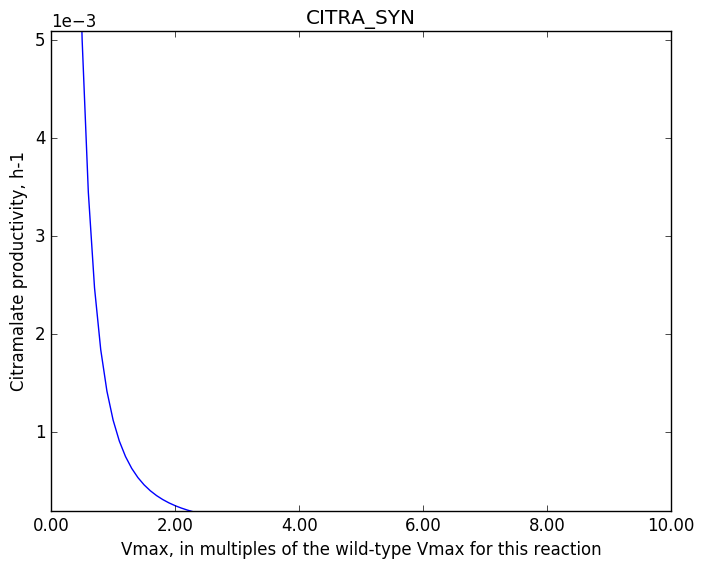 CITRA_SYN
1e−3
5
4
3
2
1
Citramalate productivity, h-1
0.00 2.00 4.00 6.00 8.00 10.00
Vmax, in multiples of the wild-type Vmax for this reaction